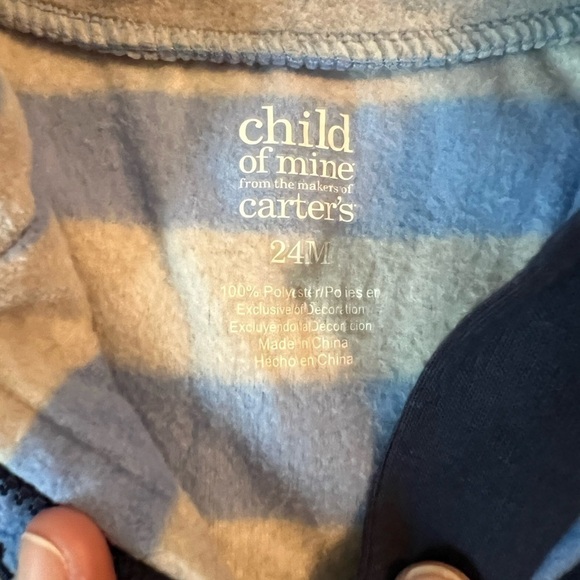 child
of mine
from the makers of
carter's
24M
100% Polyester/Poliester
Exclusive of Decoration
Excluyendo la Decoración
Made in China
Hecho en China